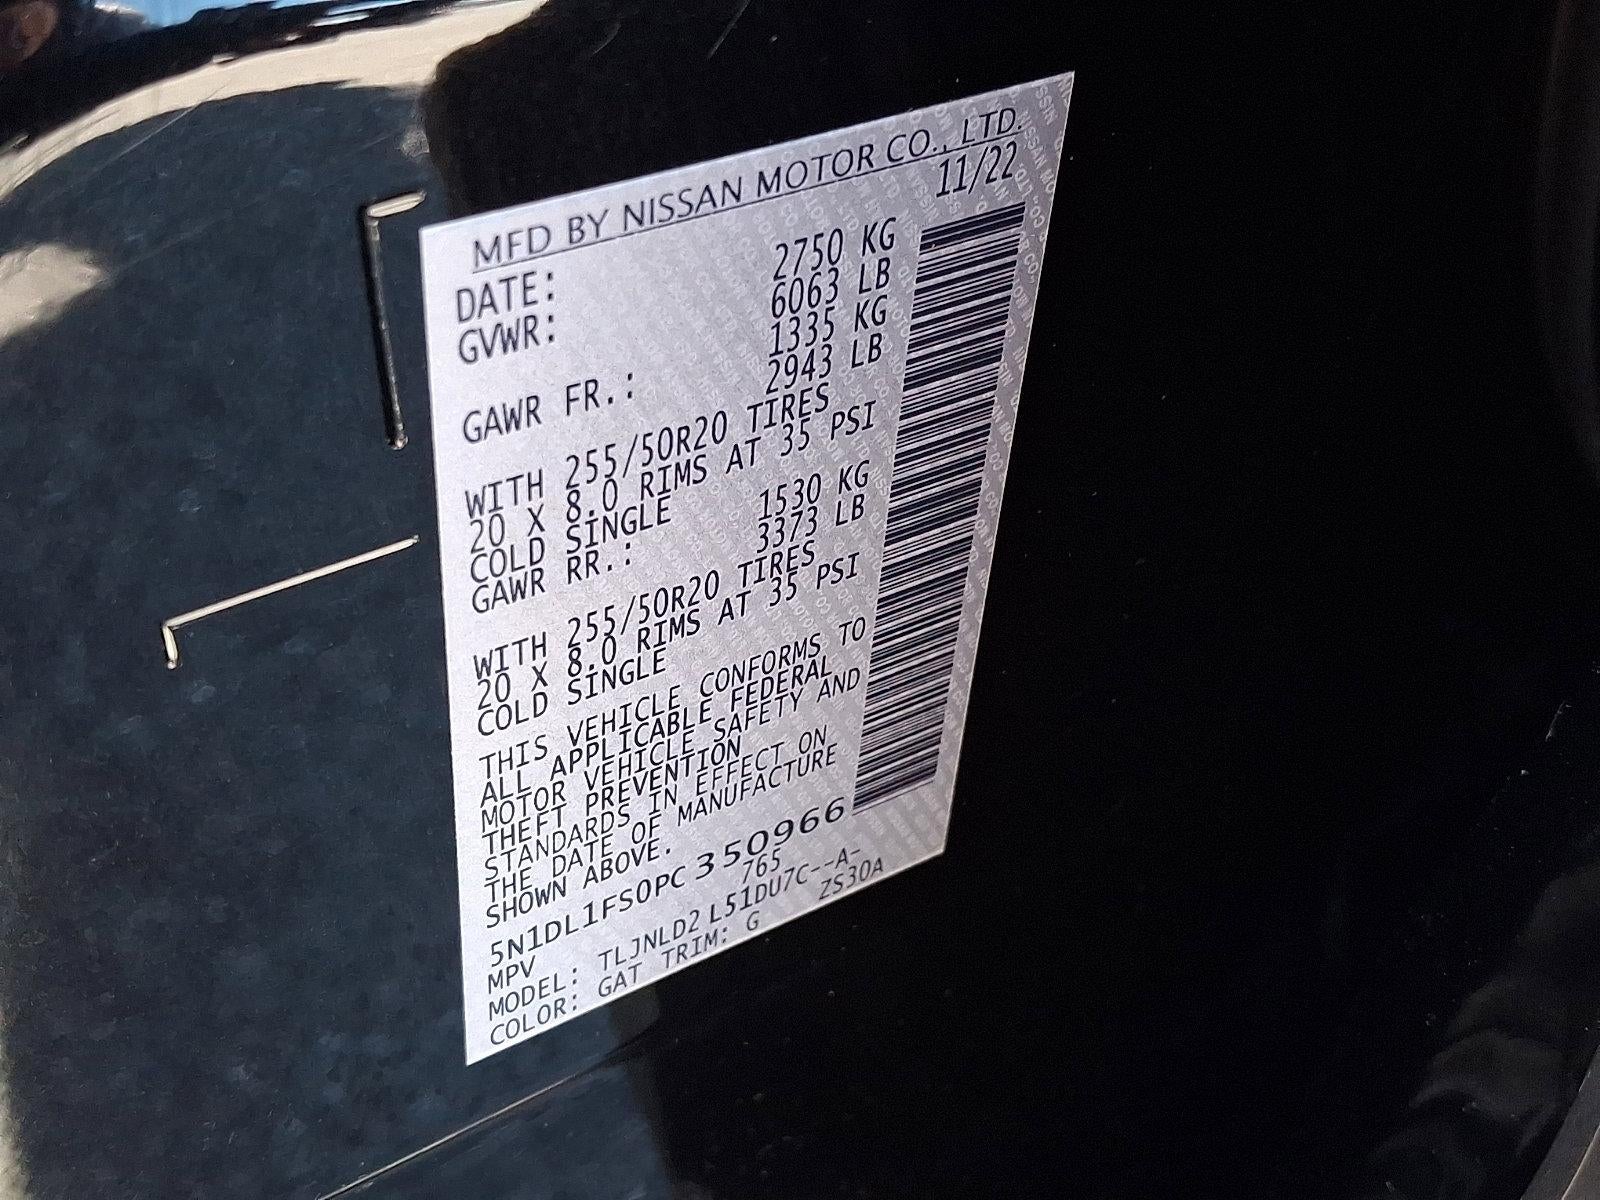 MFD BY NISSAN MOTOR CO., LTD.
DATE: 11/22
GVWR: 2750 KG
6063 LB
GAWR FR.: 1335 KG
2943 LB
WITH 255/50R20 TIRES
20 X 8.0 RIMS AT 35 PSI
COLD SINGLE
GAWR RR.: 1530 KG
3373 LB
WITH 255/50R20 TIRES
20 X 8.0 RIMS AT 35 PSI
COLD SINGLE
THIS VEHICLE CONFORMS TO
ALL APPLICABLE FEDERAL
MOTOR VEHICLE SAFETY AND
THEFT PREVENTION
STANDARDS IN EFFECT ON
THE DATE OF MANUFACTURE
SHOWN ABOVE.
5N1DL1FS0PC350966
MPV 765
MODEL: TLJNLD2 L51DU7C--A-
COLOR: GAT TRIM: G ZS30A